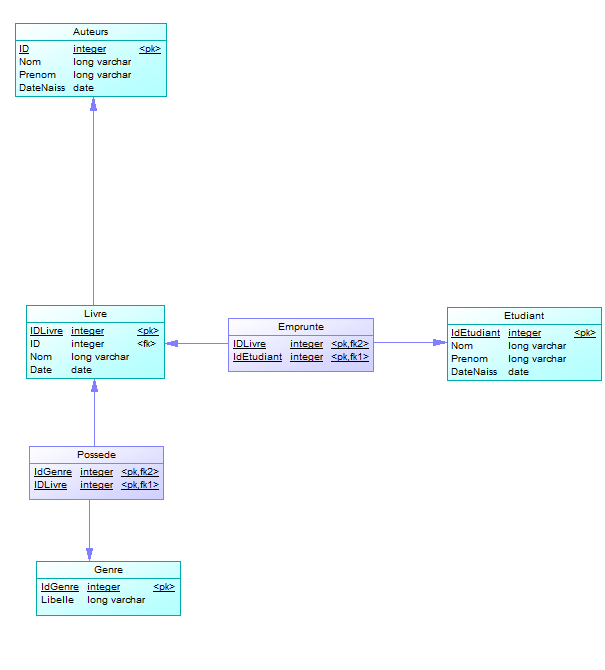 Auteurs
ID integer <pk>
Nom long varchar
Prenom long varchar
DateNaiss date
Livre
IDLivre integer <pk>
ID integer <fk>
Nom long varchar
Date date
Emprunte
IDLivre integer <pk,fk2>
IdEtudiant integer <pk,fk1>
Etudiant
IdEtudiant integer <pk>
Nom long varchar
Prenom long varchar
DateNaiss date
Possede
IdGenre integer <pk,fk2>
IDLivre integer <pk,fk1>
Genre
IdGenre integer <pk>
Libelle long varchar